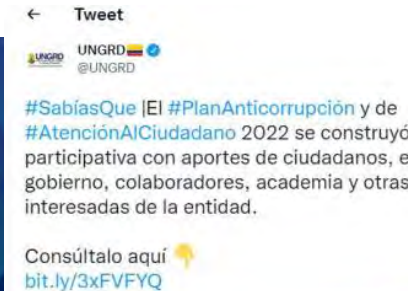 ← Tweet
UNGRD
UNGRD🇨🇴
@UNGRD
#SabíasQue |El #PlanAnticorrupción y de
#AtenciónAlCiudadano 2022 se construyó
participativa con aportes de ciudadanos, e
gobierno, colaboradores, academia y otras
interesadas de la entidad.
Consúltalo aquí 👇
bit.ly/3xFVFYQ